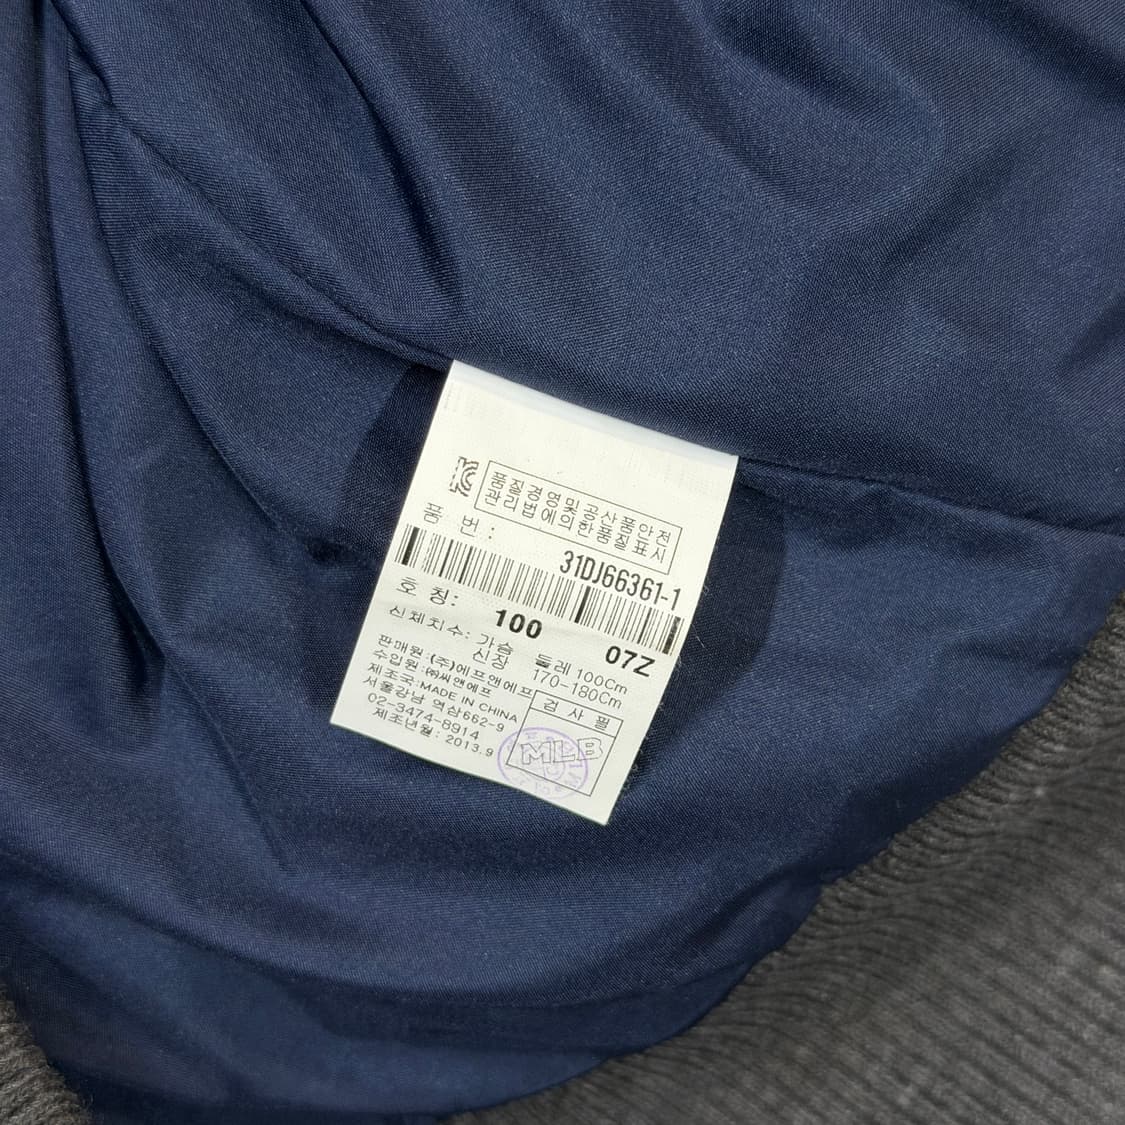 품질경영및공산품안전
관리법에의한품질표시
품 번 :
31DJ66361-1
호 칭: 100 07Z
신체치수: 가슴 둘레 100Cm
신장 170-180Cm
판매원:(주)에프앤에프
수입원:㈜씨앤에프
제조국:MADE IN CHINA
서울강남 역삼662-9
02-3474-8914
제조년월: 2013.9
검 사 필
MLB